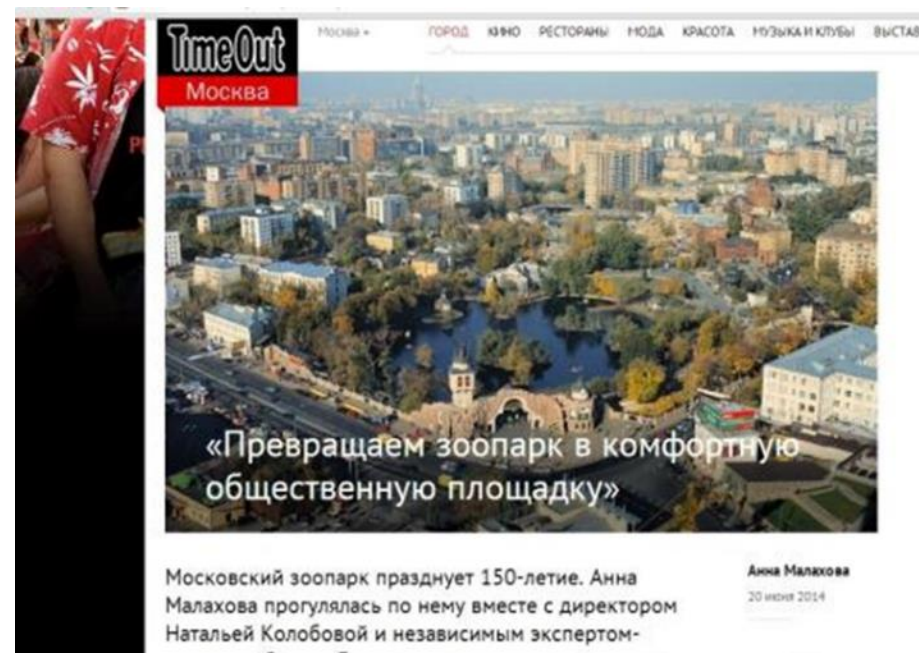 TimeOut
Москва
Москва
ГОРОД КИНО РЕСТОРАНЫ МОДА КРАСОТА МУЗЫКА И КЛУБЫ ВЫСТАВ
«Превращаем зоопарк в комфортную
общественную площадку»
Московский зоопарк празднует 150-летие. Анна
Малахова прогулялась по нему вместе с директором
Натальей Колобовой и независимым экспертом-
Анна Малахова
20 июня 2014